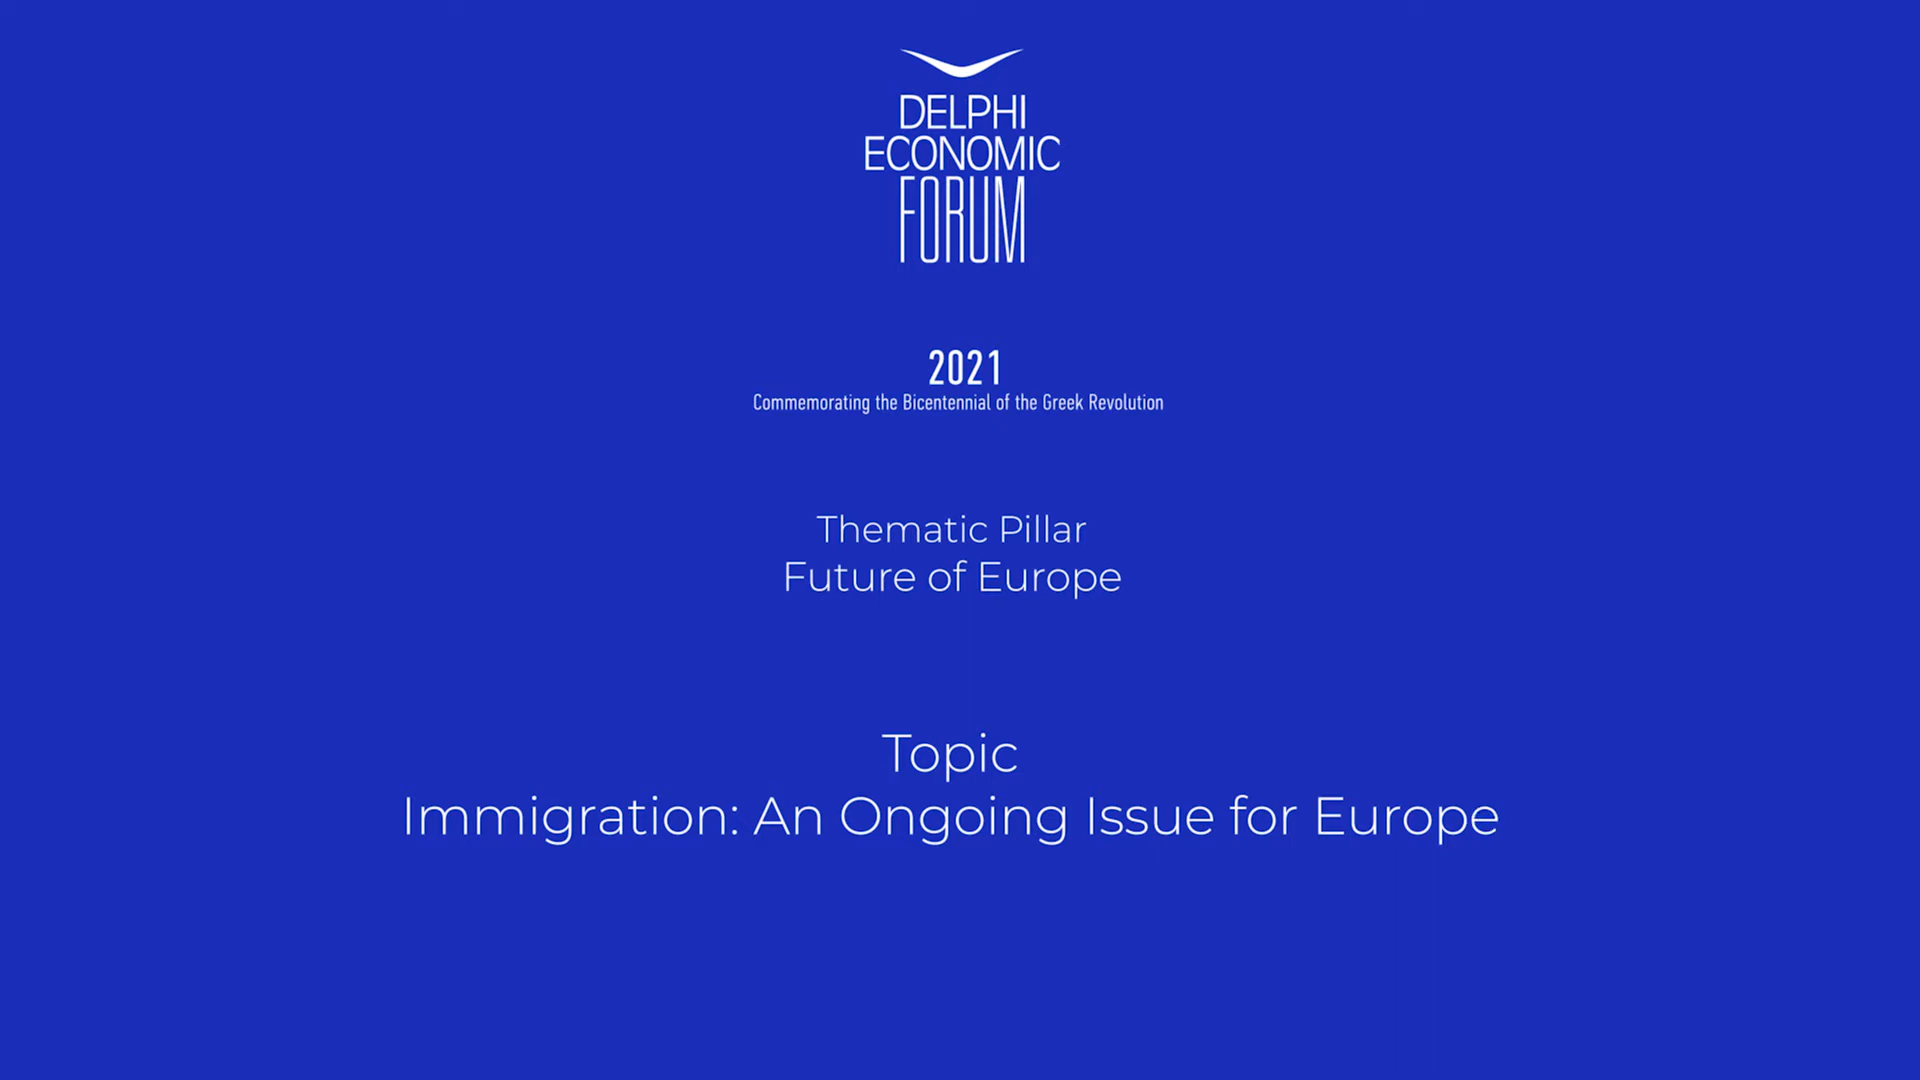 DELPHI
ECONOMIC
FORUM
2021
Commemorating the Bicentennial of the Greek Revolution
Thematic Pillar
Future of Europe
Topic
Immigration: An Ongoing Issue for Europe